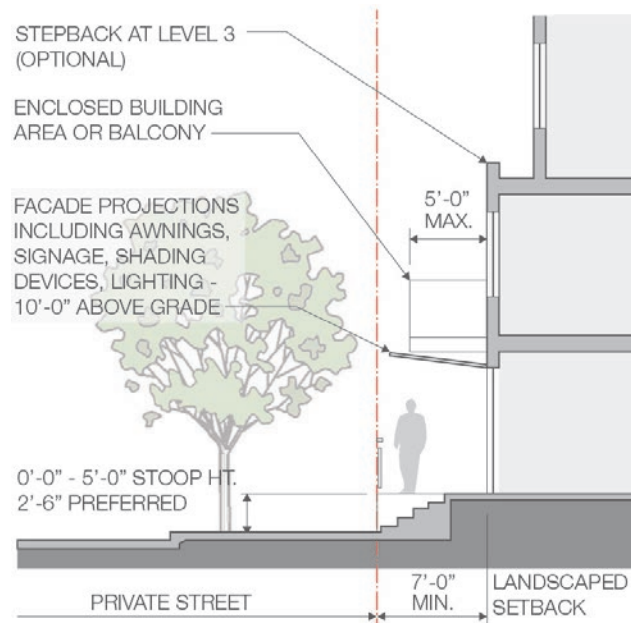 STEPBACK AT LEVEL 3
(OPTIONAL)
ENCLOSED BUILDING
AREA OR BALCONY
5'-0"
MAX.
FACADE PROJECTIONS
INCLUDING AWNINGS,
SIGNAGE, SHADING
DEVICES, LIGHTING -
10'-0" ABOVE GRADE
0'-0" - 5'-0" STOOP HT.
2'-6" PREFERRED
PRIVATE STREET
7'-0"
MIN.
LANDSCAPED
SETBACK